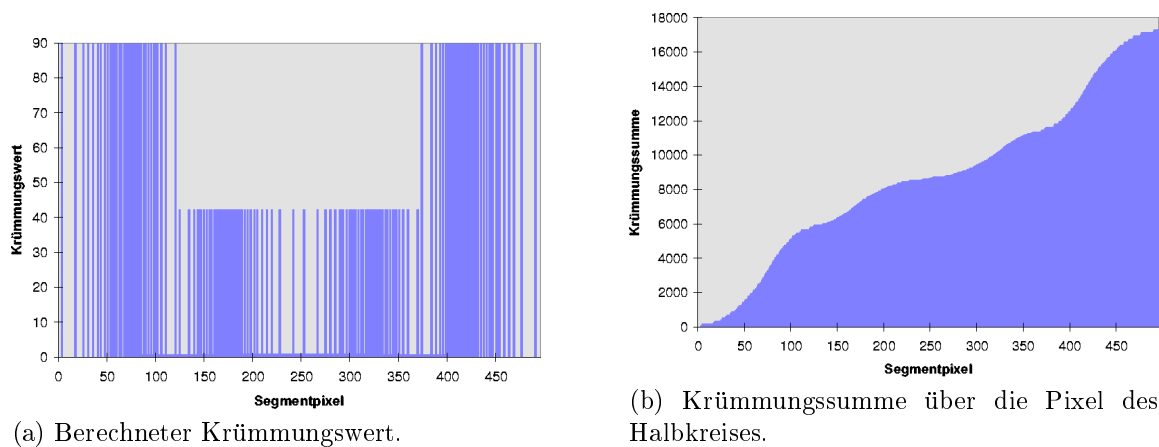 90
80
70
60
50
40
30
20
10
0
Krümmungswert
0 50 100 150 200 250 300 350 400 450
Segmentpixel
(a) Berechneter Krümmungswert.
18000
16000
14000
12000
10000
8000
6000
4000
2000
0
Krümmungssumme
0 50 100 150 200 250 300 350 400 450
Segmentpixel
(b) Krümmungssumme über die Pixel des
Halbkreises.